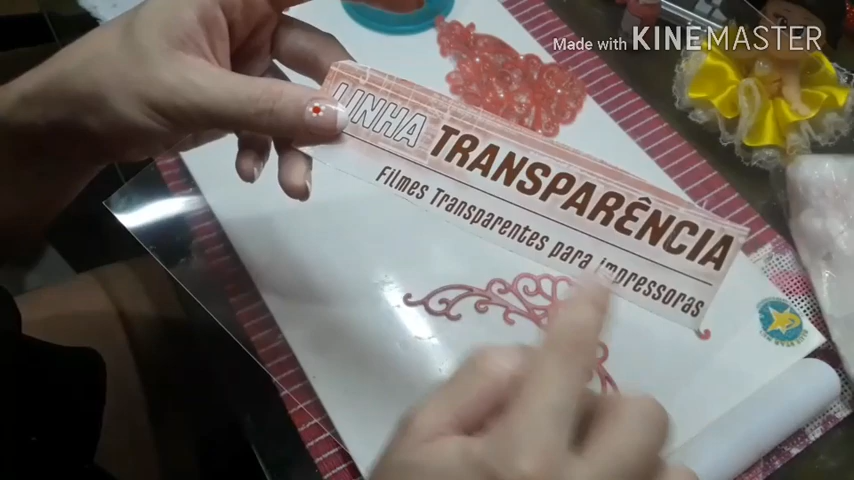 Made with KINEMASTER
LINHA TRANSPARÊNCIA
Filmes Transparentes para Impressoras